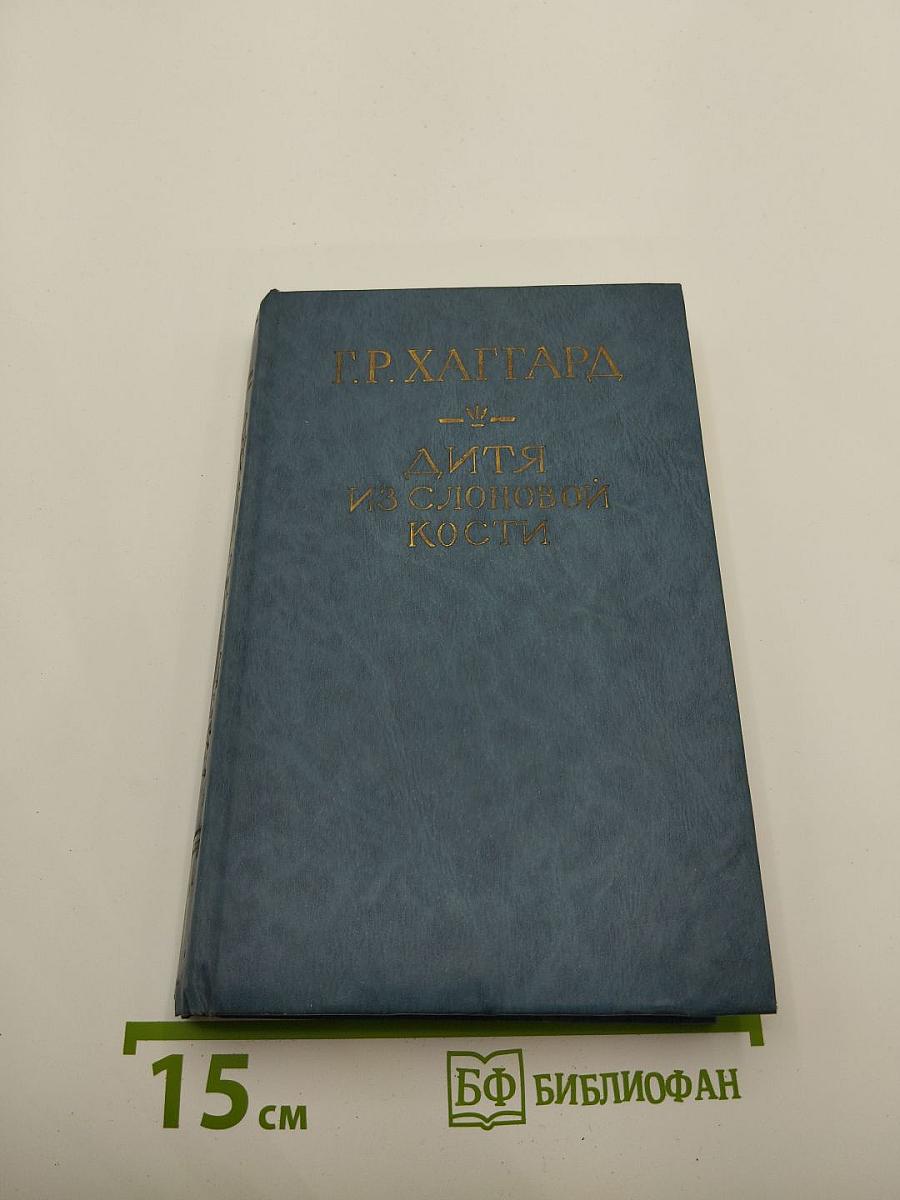 Г.Р.ХАГГАРД
ДИТЯ
ИЗ СЛОНОВОЙ
КОСТИ
15 см
БФ БИБЛИОФАН